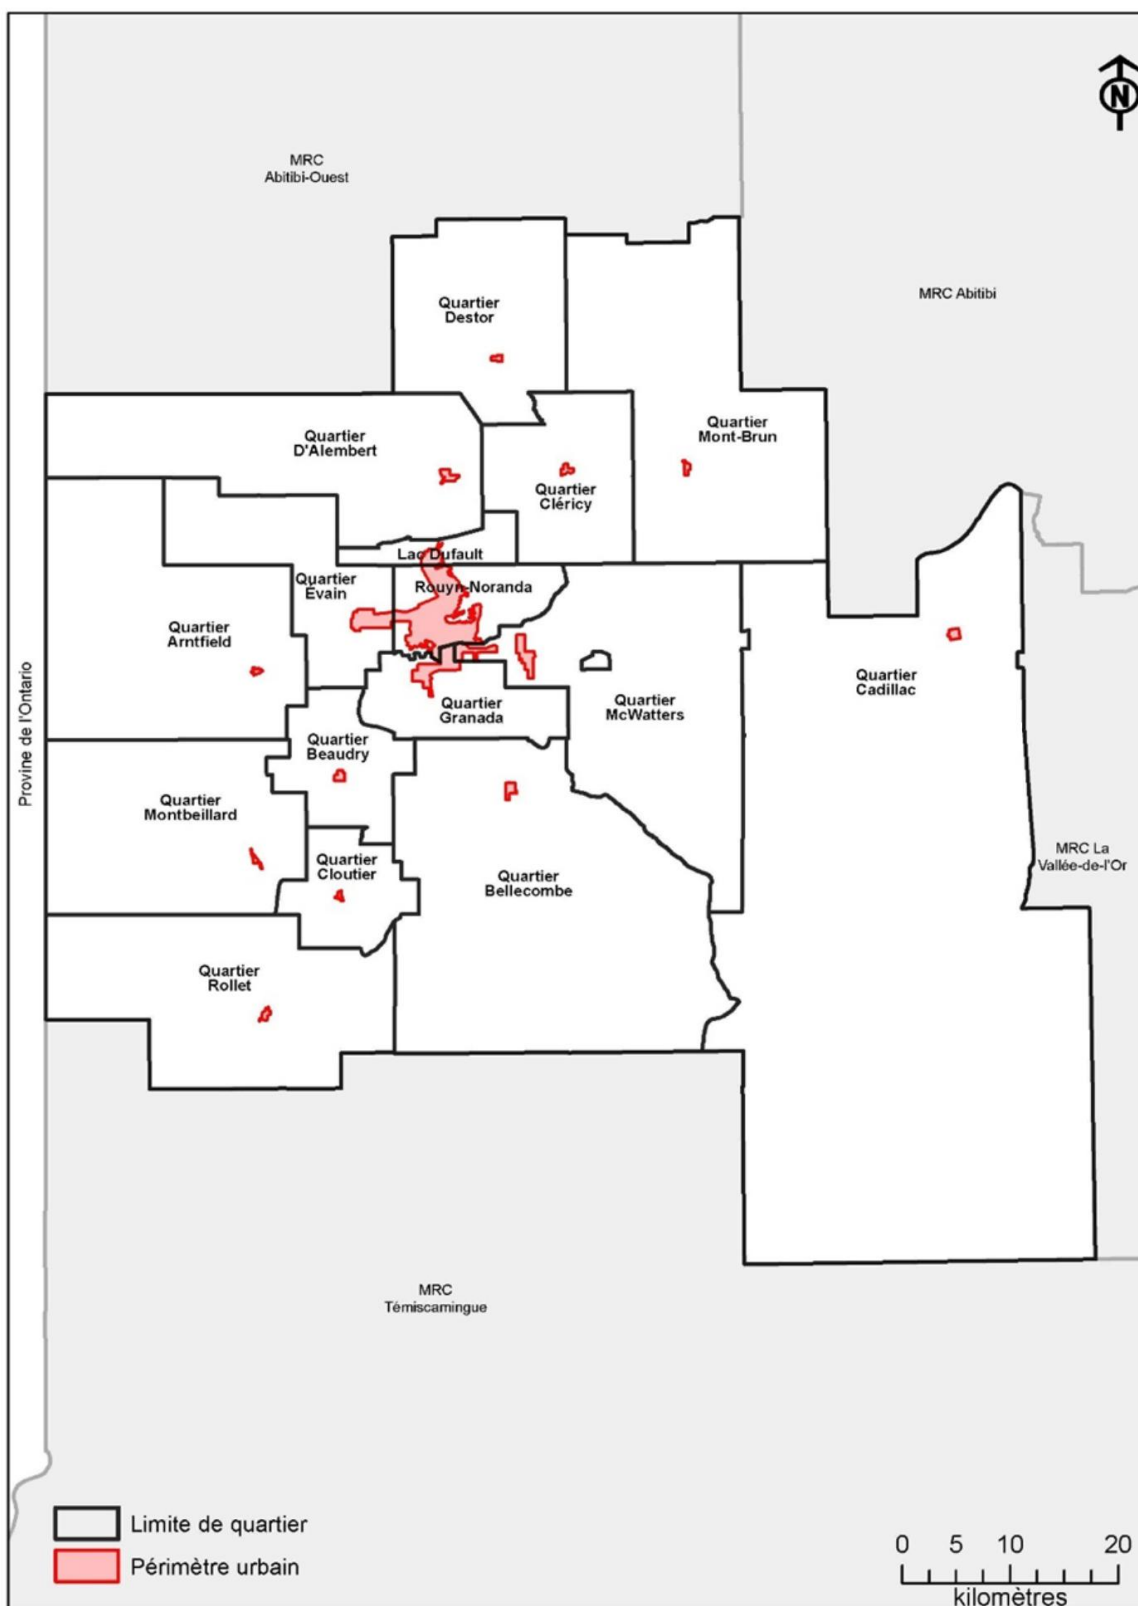 N
MRC
Abitibi-Ouest
MRC Abitibi
Quartier
Destor
Quartier
Mont-Brun
Quartier
D'Alembert
Quartier
Cléricy
Lac Dufault
Rouyn-Noranda
Quartier
Évain
Quartier
Arntfield
Quartier
Cadillac
Quartier
McWatters
Quartier
Granada
Provine de l'Ontario
Quartier
Beaudry
Quartier
Montbeillard
MRC La
Vallée-de-l'Or
Quartier
Cloutier
Quartier
Bellecombe
Quartier
Rollet
MRC
Témiscamingue
Limite de quartier
Périmètre urbain
0 5 10 20
kilomètres